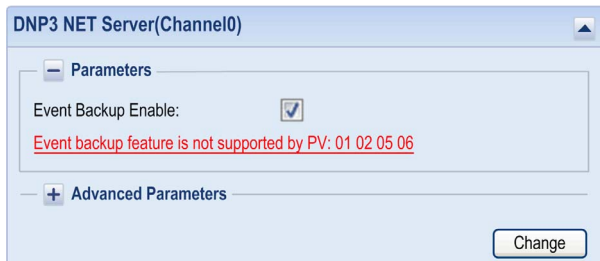 DNP3 NET Server(Channel0)
Parameters
Event Backup Enable:
Event backup feature is not supported by PV: 01 02 05 06
Advanced Parameters
Change